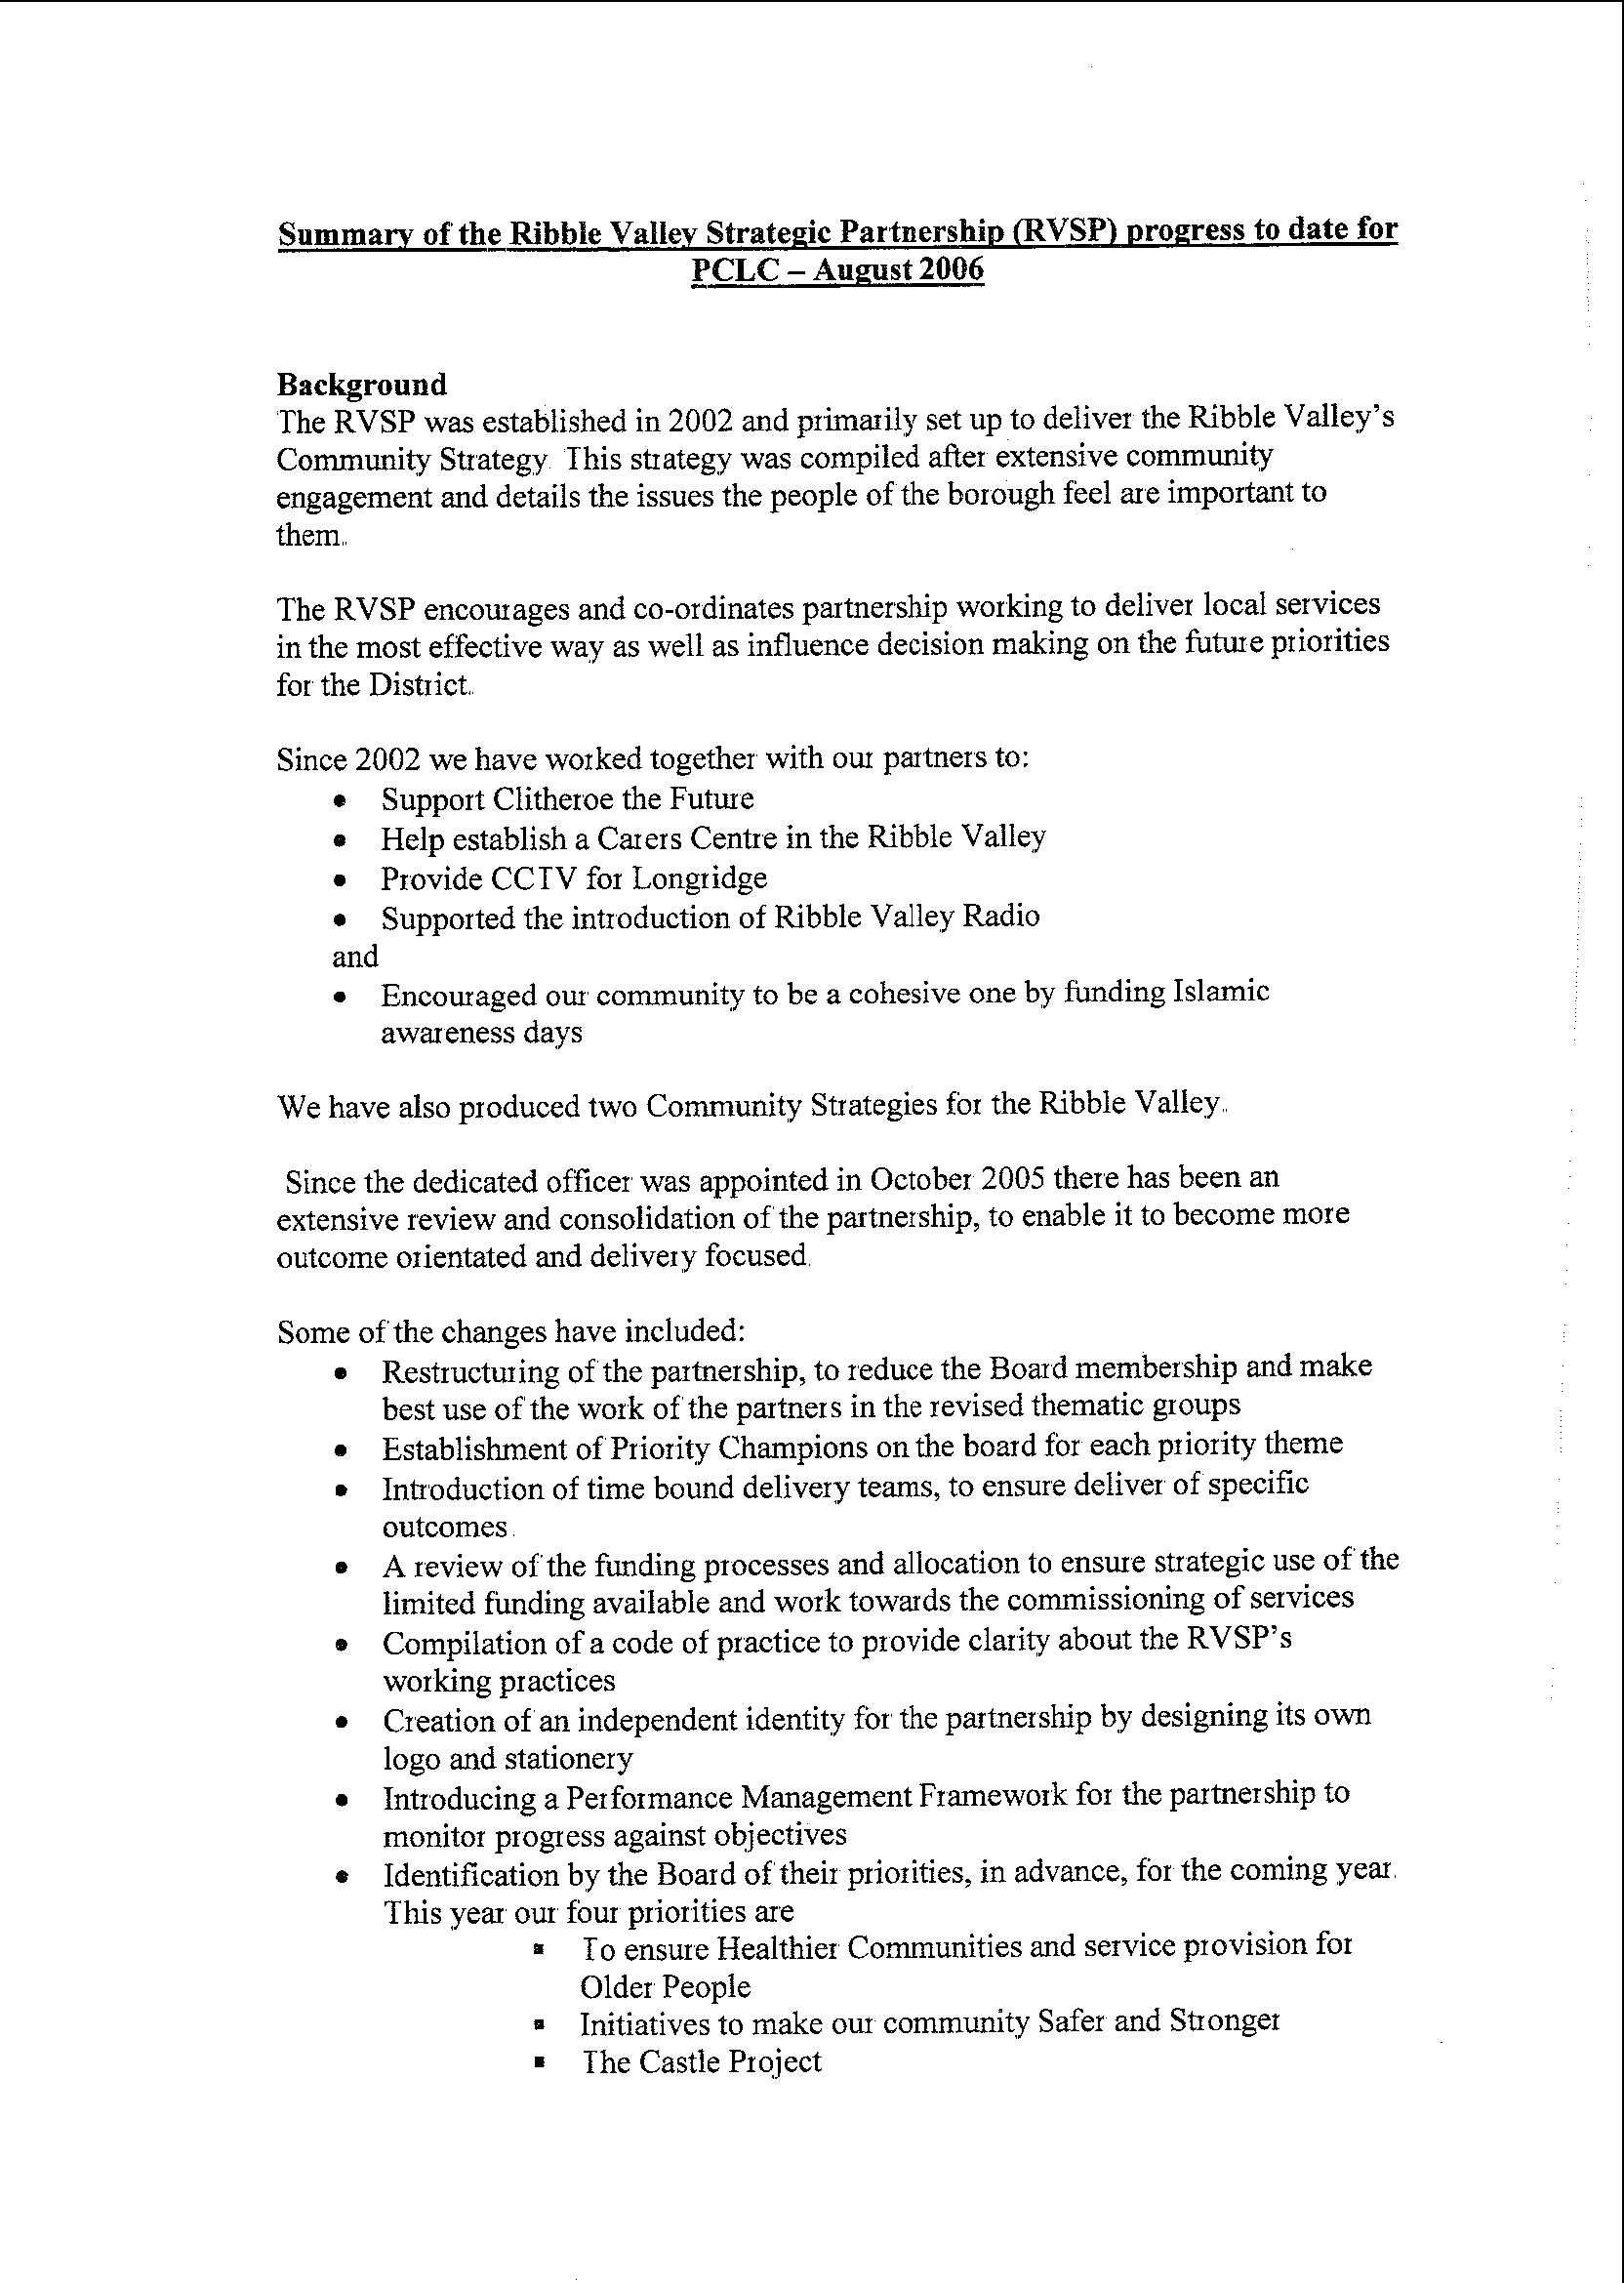 Summary of the Ribble Valley Strategic Partnership (RVSP) progress to date for
PCLC – August 2006
Background
The RVSP was established in 2002 and primarily set up to deliver the Ribble Valley's
Community Strategy. This strategy was compiled after extensive community
engagement and details the issues the people of the borough feel are important to
them.
The RVSP encourages and co-ordinates partnership working to deliver local services
in the most effective way as well as influence decision making on the future priorities
for the District.
Since 2002 we have worked together with our partners to:
• Support Clitheroe the Future
• Help establish a Carers Centre in the Ribble Valley
• Provide CCTV for Longridge
• Supported the introduction of Ribble Valley Radio
and
• Encouraged our community to be a cohesive one by funding Islamic
awareness days
We have also produced two Community Strategies for the Ribble Valley.
Since the dedicated officer was appointed in October 2005 there has been an
extensive review and consolidation of the partnership, to enable it to become more
outcome orientated and delivery focused.
Some of the changes have included:
• Restructuring of the partnership, to reduce the Board membership and make
best use of the work of the partners in the revised thematic groups
• Establishment of Priority Champions on the board for each priority theme
• Introduction of time bound delivery teams, to ensure deliver of specific
outcomes.
• A review of the funding processes and allocation to ensure strategic use of the
limited funding available and work towards the commissioning of services
• Compilation of a code of practice to provide clarity about the RVSP's
working practices
• Creation of an independent identity for the partnership by designing its own
logo and stationery
• Introducing a Performance Management Framework for the partnership to
monitor progress against objectives
• Identification by the Board of their priorities, in advance, for the coming year.
This year our four priorities are
▪ To ensure Healthier Communities and service provision for
Older People
▪ Initiatives to make our community Safer and Stronger
▪ The Castle Project